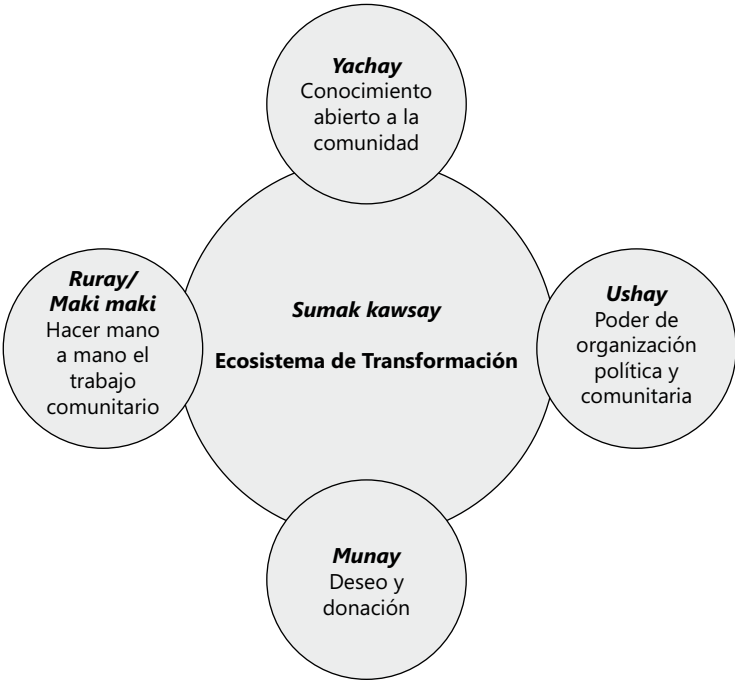 Yachay
Conocimiento
abierto a la
comunidad
Ruray/
Maki maki
Hacer mano
a mano el
trabajo
comunitario
Sumak kawsay
Ecosistema de Transformación
Ushay
Poder de
organización
política y
comunitaria
Munay
Deseo y
donación